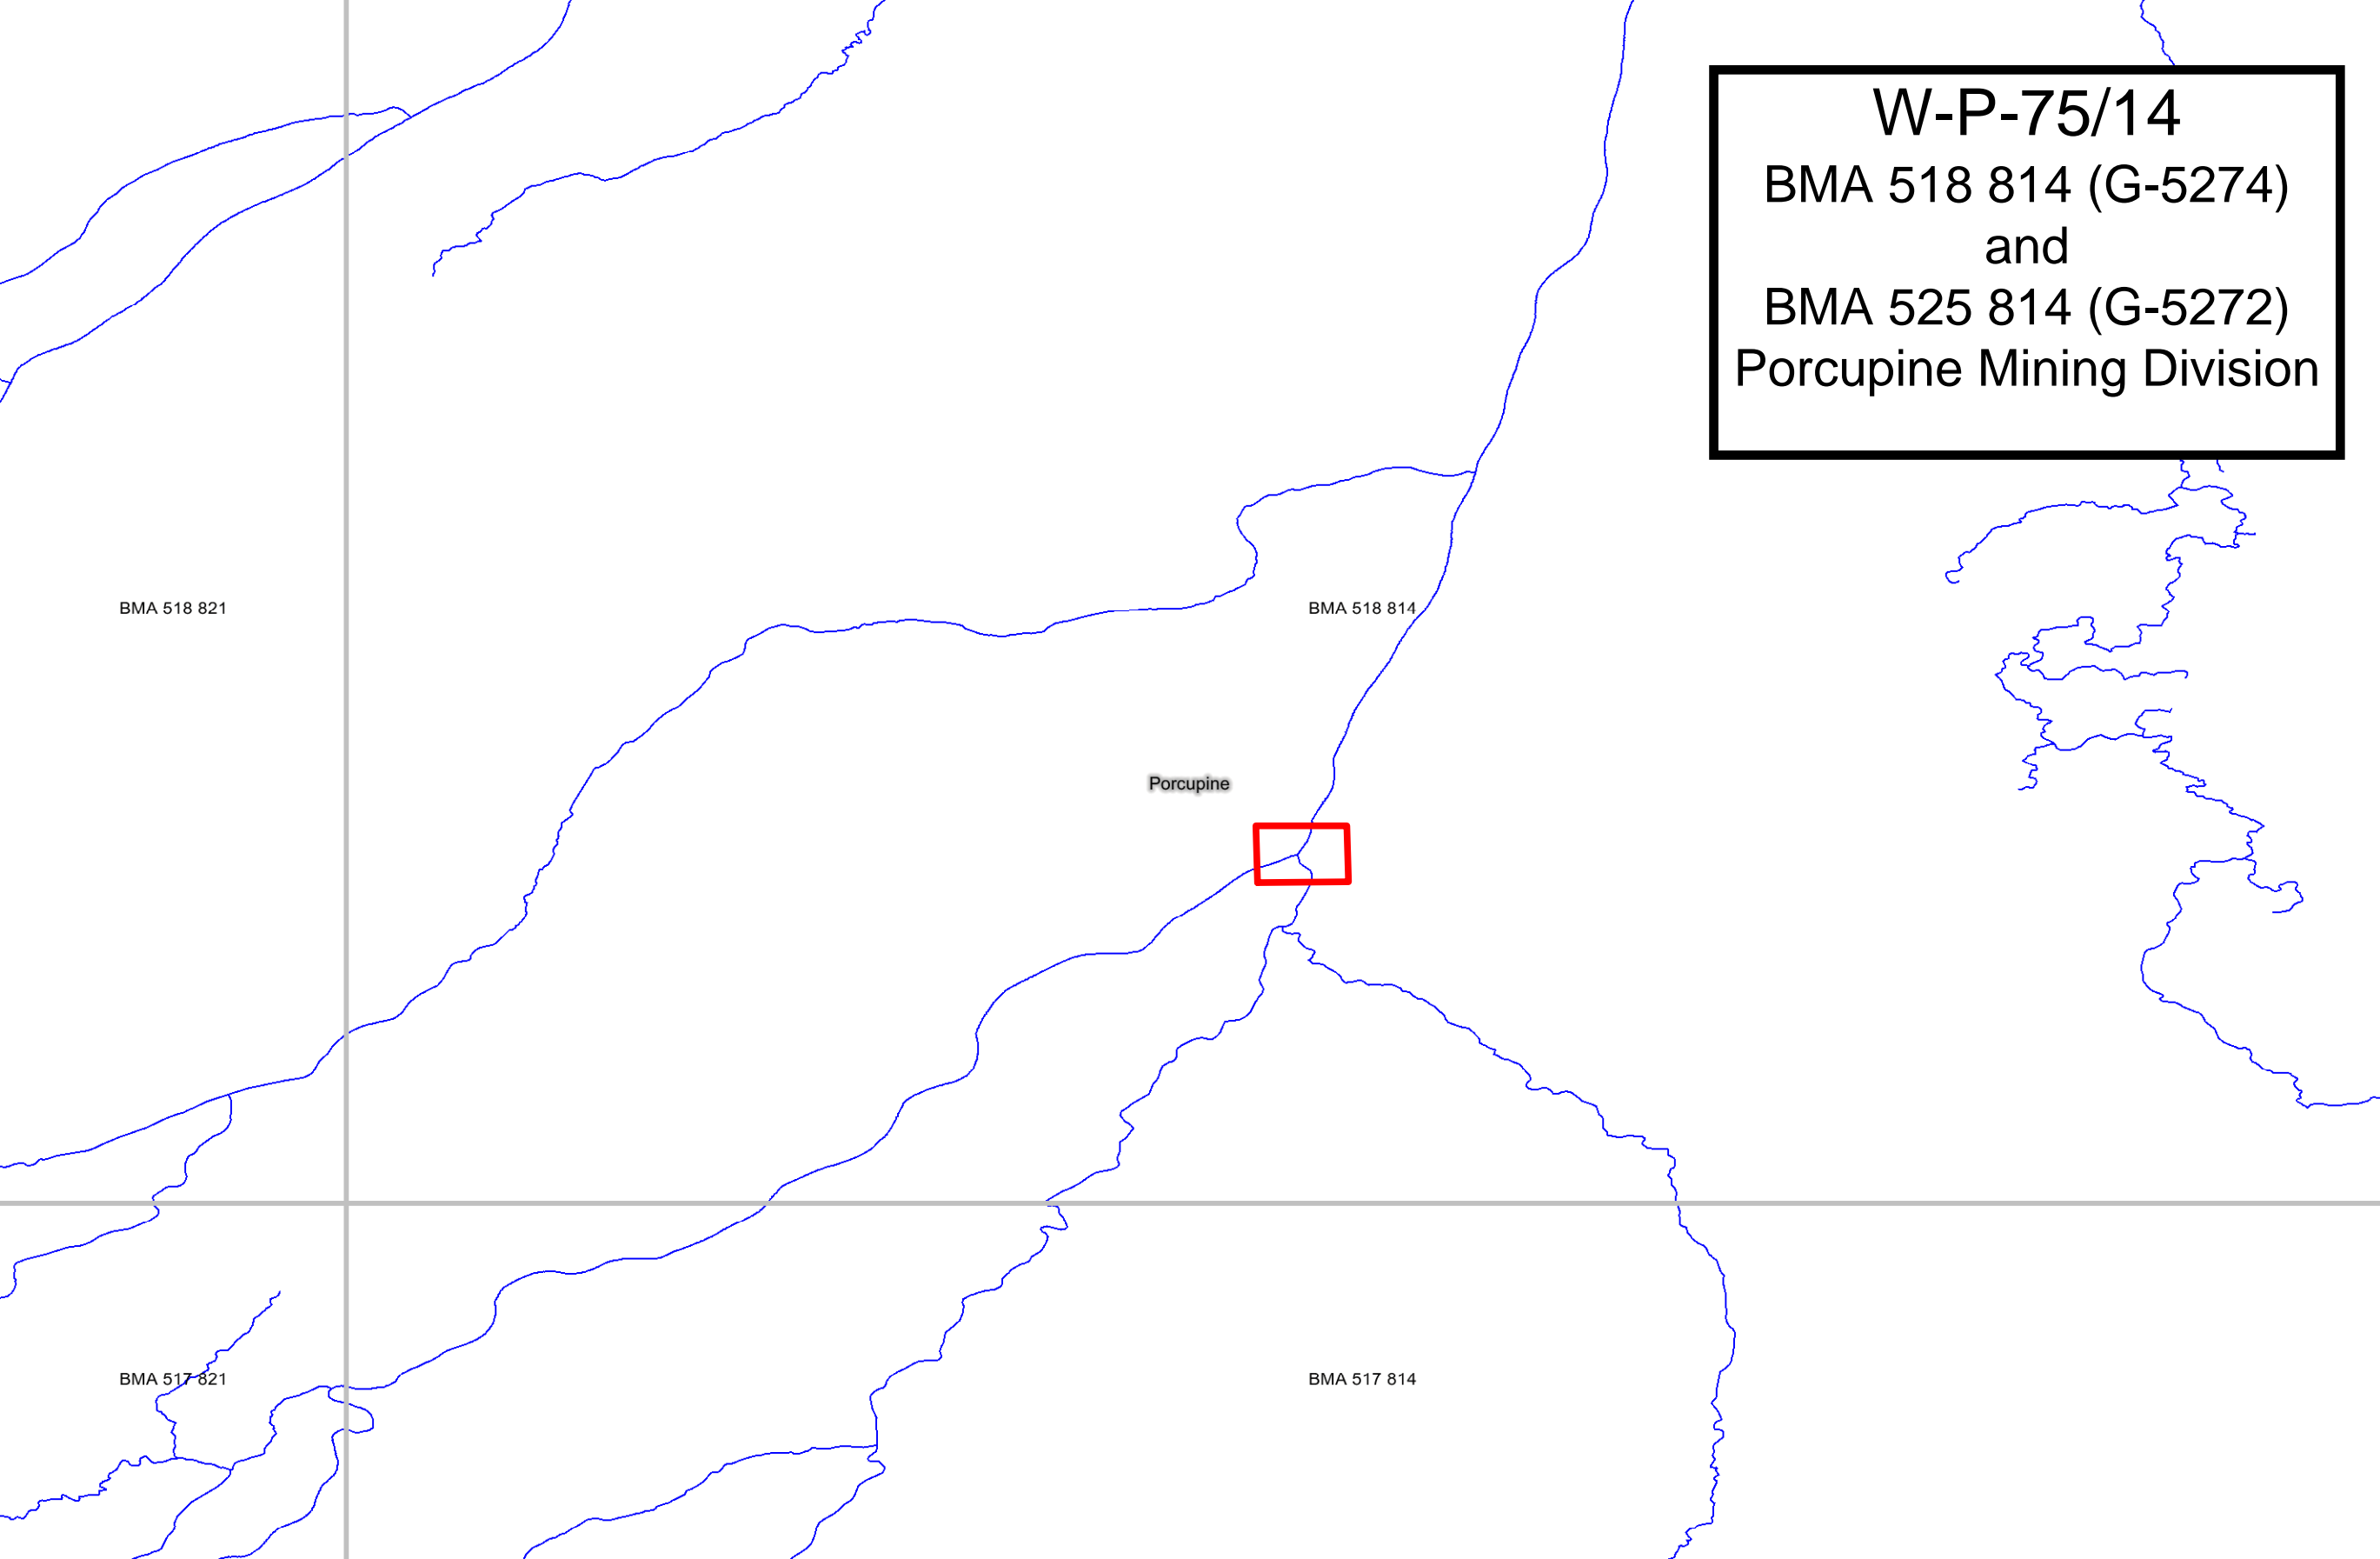 W-P-75/14
BMA 518 814 (G-5274)
and
BMA 525 814 (G-5272)
Porcupine Mining Division
BMA 518 821
BMA 518 814
Porcupine
BMA 517 821
BMA 517 814